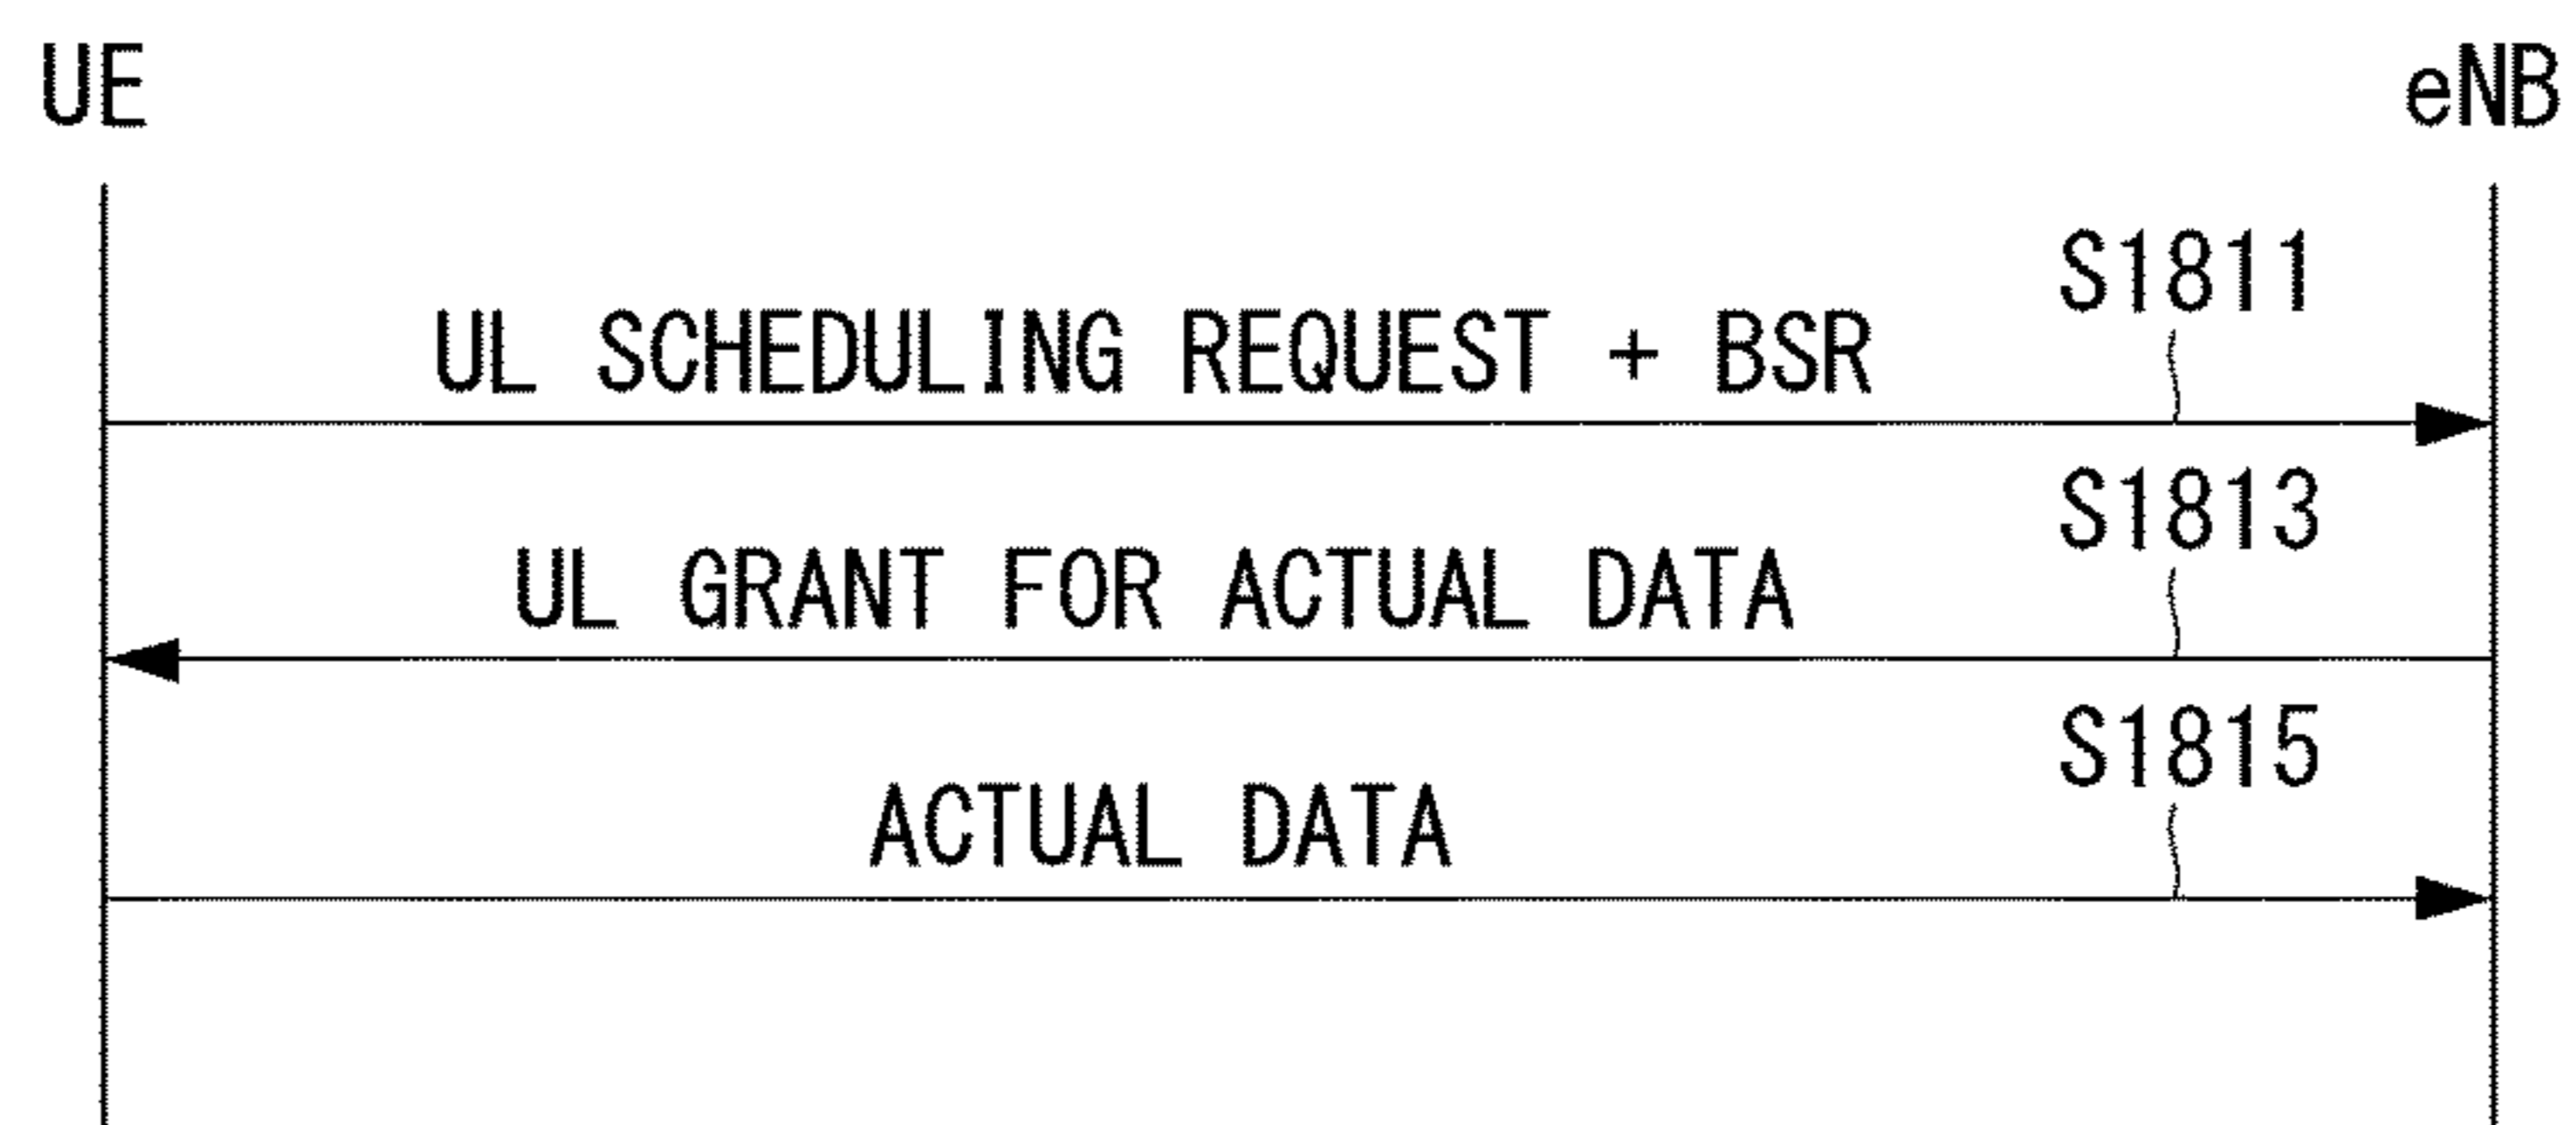 UE eNB
S1811
UL SCHEDULING REQUEST + BSR
S1813
UL GRANT FOR ACTUAL DATA
S1815
ACTUAL DATA